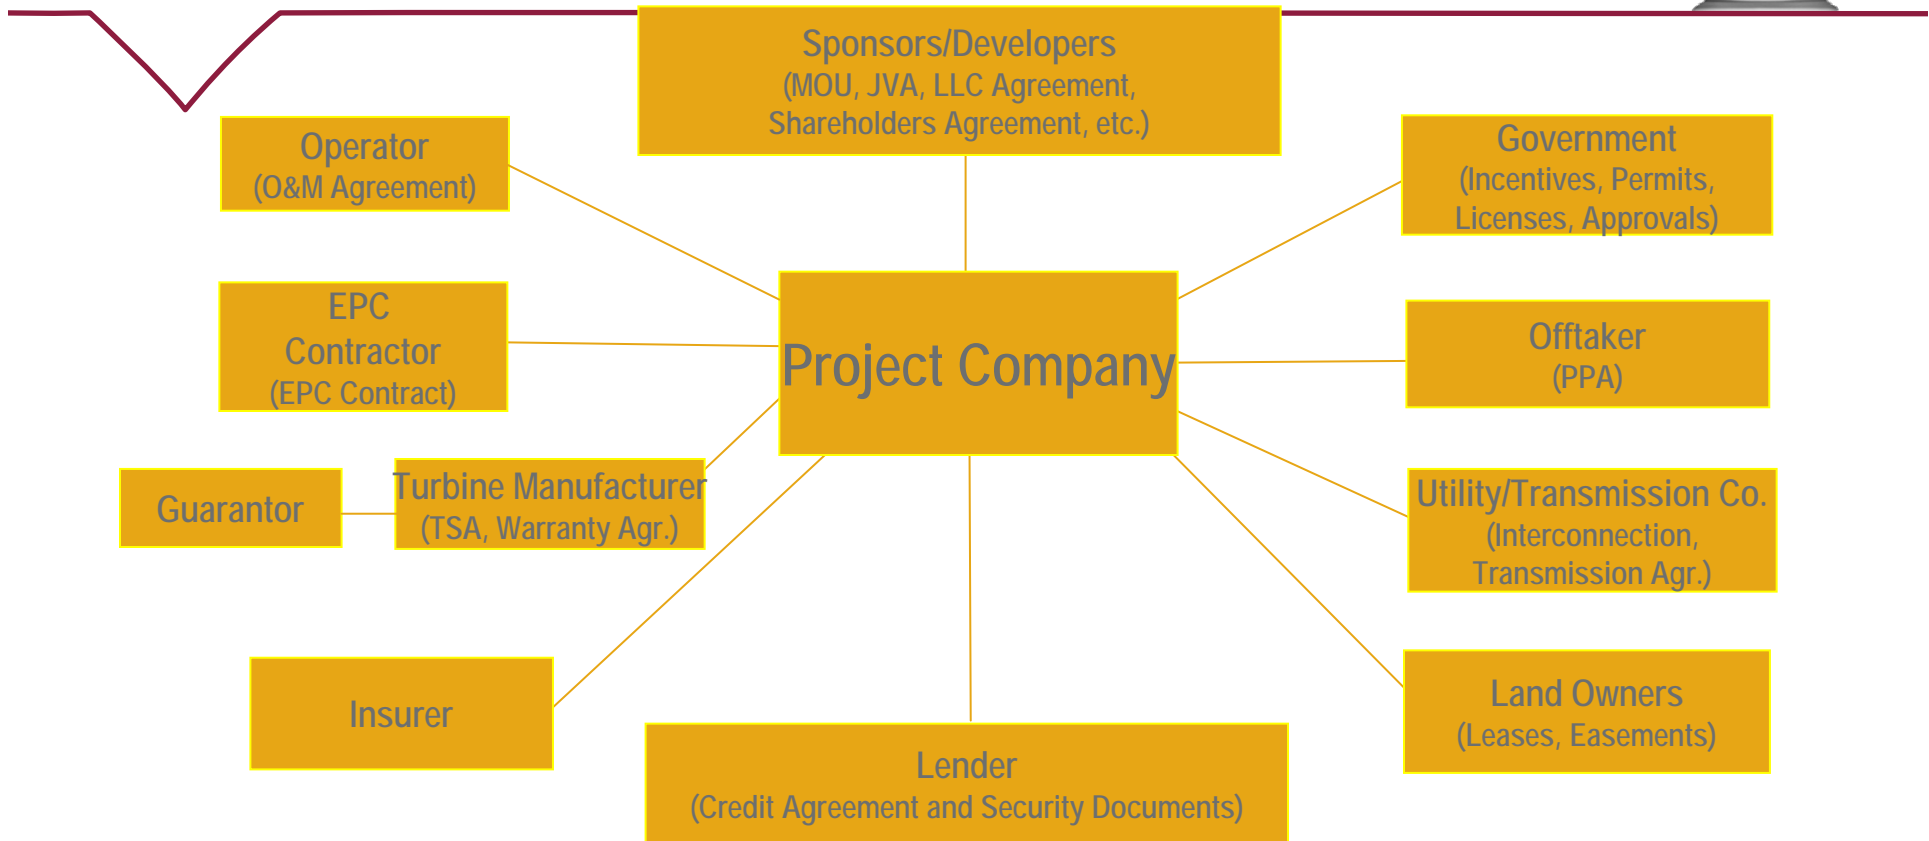 Sponsors/Developers
(MOU, JVA, LLC Agreement,
Shareholders Agreement, etc.)
Operator
(O&M Agreement)
Government
(Incentives, Permits,
Licenses, Approvals)
EPC
Contractor
(EPC Contract)
Project Company
Offtaker
(PPA)
Guarantor
Turbine Manufacturer
(TSA, Warranty Agr.)
Utility/Transmission Co.
(Interconnection,
Transmission Agr.)
Insurer
Land Owners
(Leases, Easements)
Lender
(Credit Agreement and Security Documents)